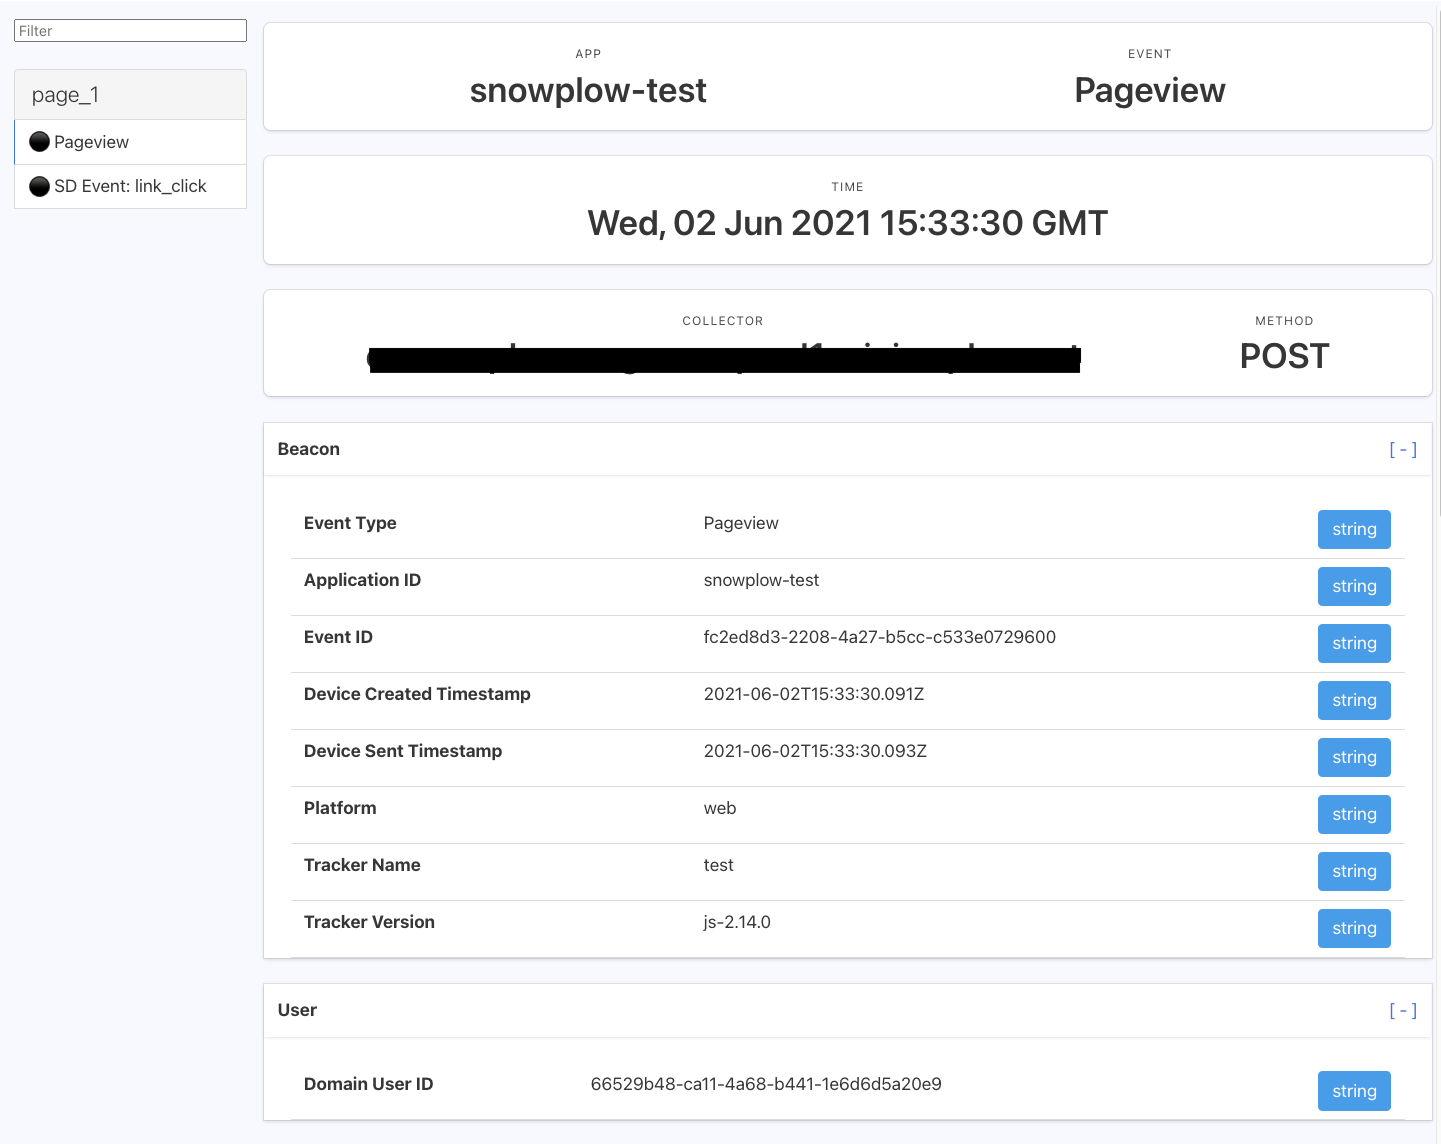 Filter
page_1
Pageview
SD Event: link_click
APP
snowplow-test
EVENT
Pageview
TIME
Wed, 02 Jun 2021 15:33:30 GMT
COLLECTOR
METHOD
POST
Beacon
[ - ]
Event Type Pageview string
Application ID snowplow-test string
Event ID fc2ed8d3-2208-4a27-b5cc-c533e0729600 string
Device Created Timestamp 2021-06-02T15:33:30.091Z string
Device Sent Timestamp 2021-06-02T15:33:30.093Z string
Platform web string
Tracker Name test string
Tracker Version js-2.14.0 string
User
[ - ]
Domain User ID 66529b48-ca11-4a68-b441-1e6d6d5a20e9 string